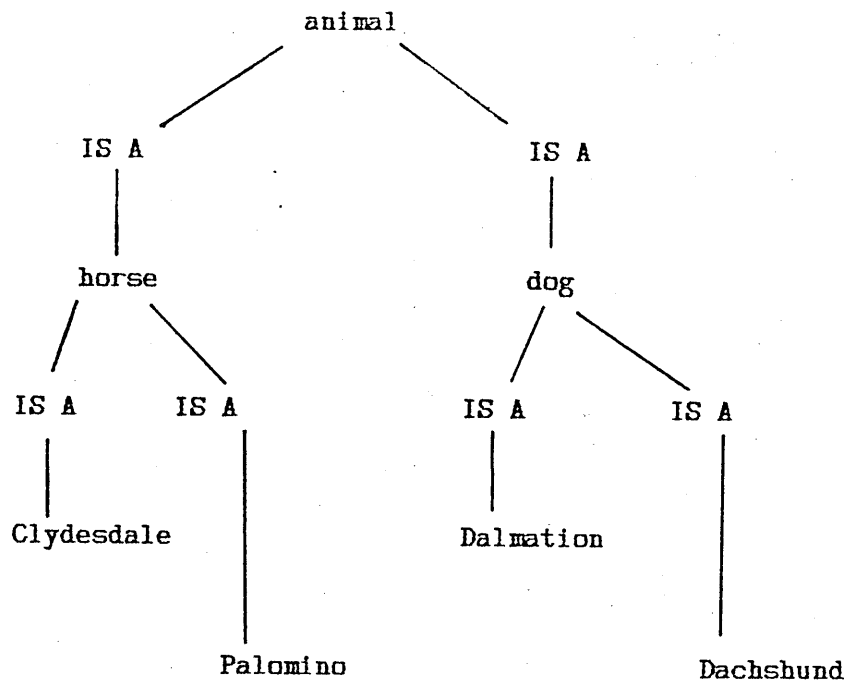 animal
IS A IS A
horse dog
IS A IS A IS A IS A
Clydesdale Dalmation
Palomino Dachshund